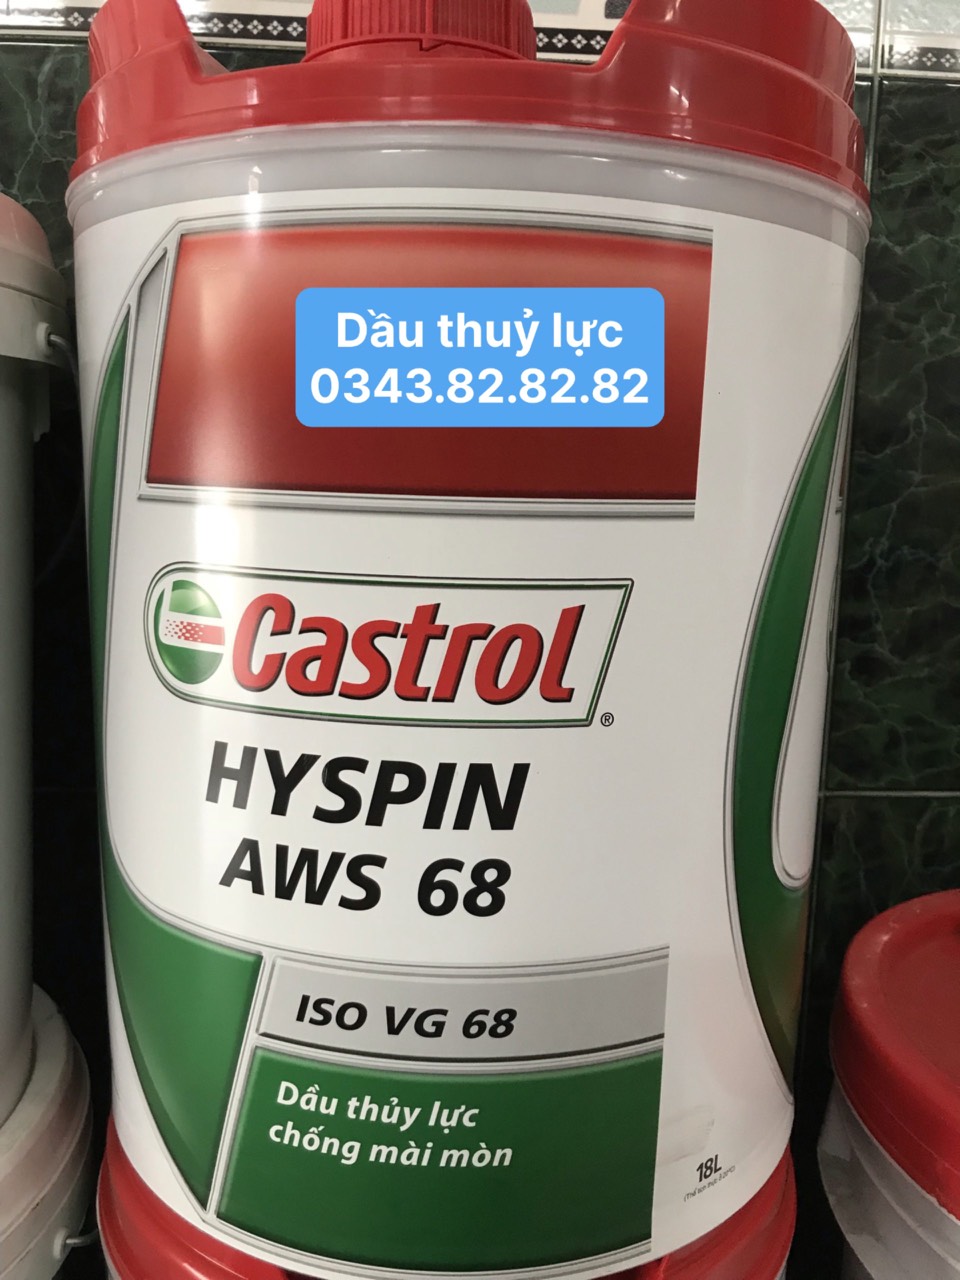 Dầu thuỷ lực
0343.82.82.82
Castrol
®
HYSPIN
AWS 68
ISO VG 68
Dầu thủy lực
chống mài mòn
18L